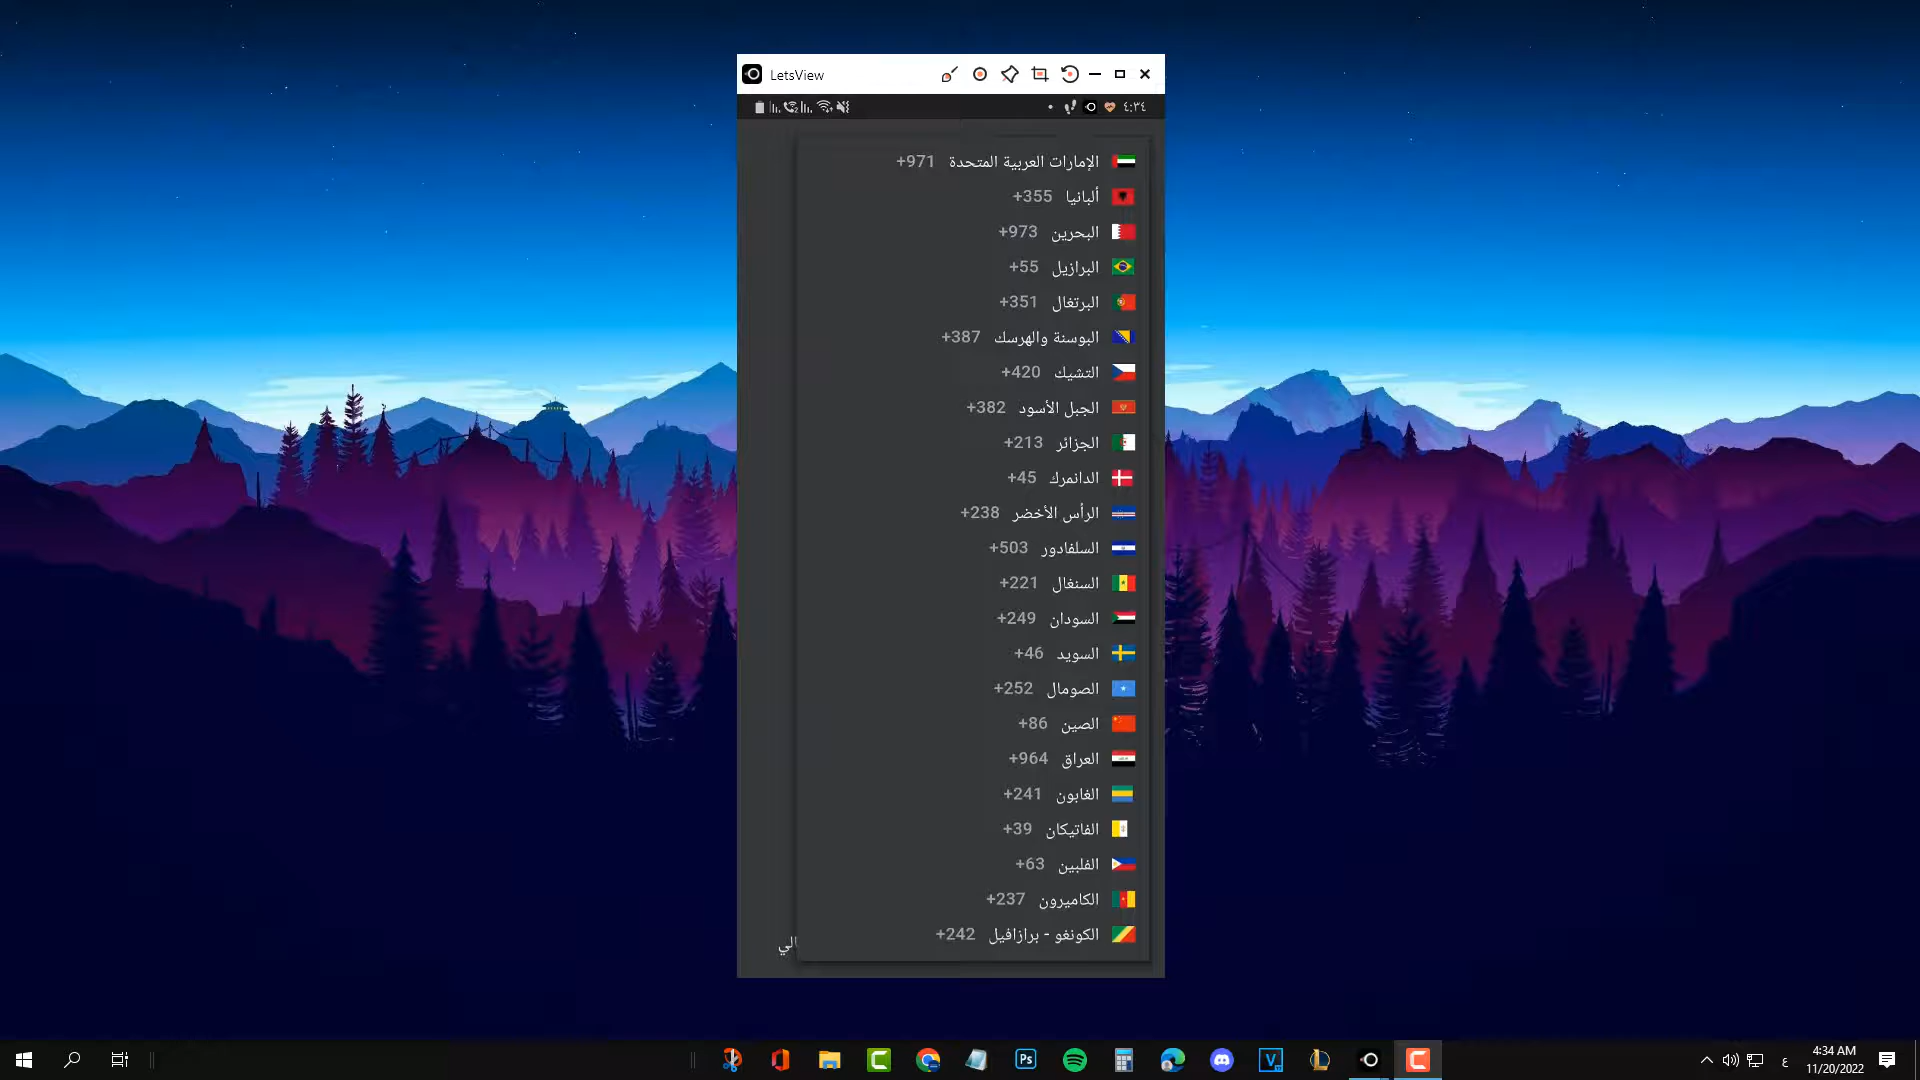 LetsView
٤:٣٤
الإمارات العربية المتحدة +971
ألبانيا +355
البحرين +973
البرازيل +55
البرتغال +351
البوسنة والهرسك +387
التشيك +420
الجبل الأسود +382
الجزائر +213
الدانمرك +45
الرأس الأخضر +238
السلفادور +503
السنغال +221
السودان +249
السويد +46
الصومال +252
الصين +86
العراق +964
الغابون +241
الفاتيكان +39
الفلبين +63
الكاميرون +237
الكونغو - برازافيل +242
الي
Ps
ع
4:34 AM
11/20/2022